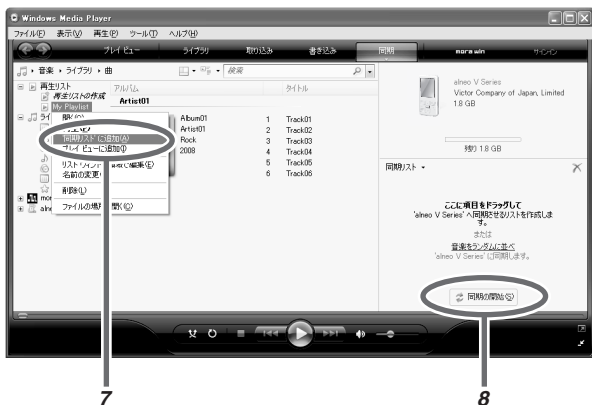 Windows Media Player
ファイル(F) 表示(V) 再生(P) ツール(T) ヘルプ(H)
プレイ ビュー ライブラリ 取り込み 書き込み 同期 mora win サインイン
音楽 ライブラリ 曲 検索
再生リスト アルバム タイトル
再生リストの作成 Artist01
My Playlist
Album01 1 Track01
Artist01 2 Track02
Rock 3 Track03
2008 4 Track04
5 Track05
6 Track06
同期リスト に追加(A)
プレイ ビューに追加(I)
名前の変更
削除(L)
alneo V Series
Victor Company of Japan, Limited
1.8 GB
残り 1.8 GB
同期リスト
ここに項目をドラッグして
'alneo V Series' へ同期させるリストを作成します。
または
音楽をランダムに並べ
'alneo V Series' に同期します。
同期の開始(S)
7 8